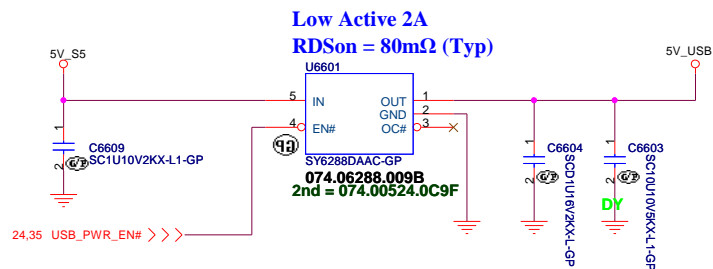 Low Active 2A
RDSon = 80mΩ (Typ)
5V_S5
5V_USB
U6601
5
IN
OUT
1
GND
2
4
EN#
OC#
3
GP
SY6288DAAC-GP
074.06288.009B
2nd = 074.00524.0C9F
1
C6609
2
G/P
SC1U10V2KX-L1-GP
1
C6604
2
G/P
SCD1U16V2KX-L-GP
1
C6603
2
G/P
SC10U10V5KX-L1-GP
DY
24,35 USB_PWR_EN#